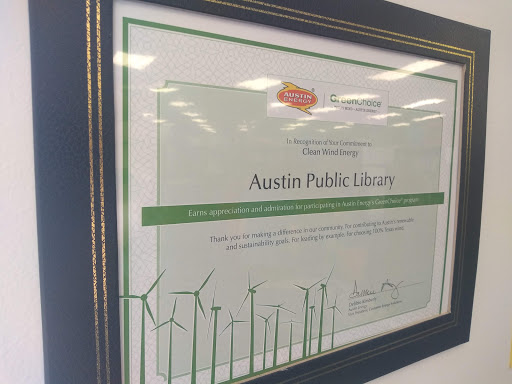 AUSTIN
ENERGY
GreenChoice
In Recognition of Your Commitment to
Clean Wind Energy
Austin Public Library
Earns appreciation and admiration for participating in Austin Energy's GreenChoice® program
Thank you for making a difference in our community. For contributing to Austin's renewable
and sustainability goals. For leading by example. For choosing 100% Texas wind.